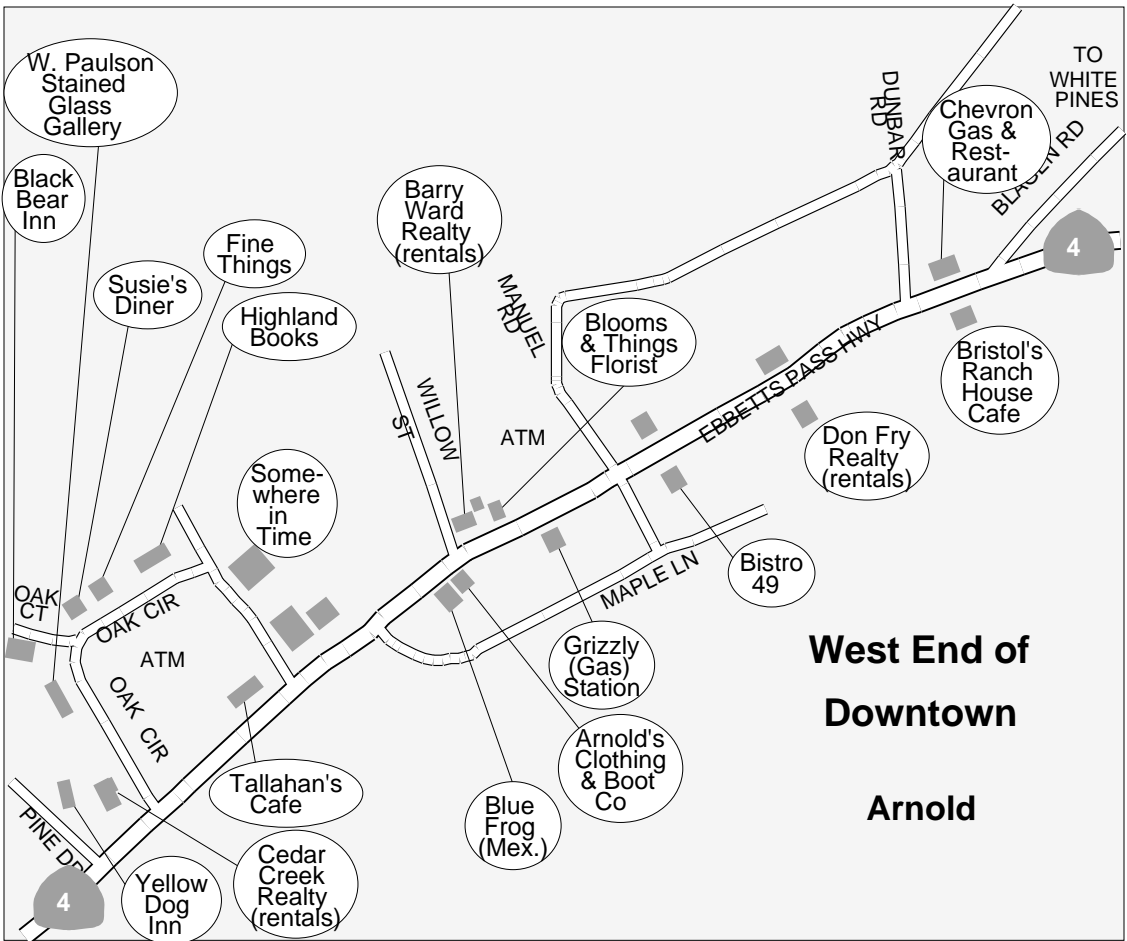 W. Paulson
Stained
Glass
Gallery
TO
WHITE
PINES
DUNBAR
RD
Chevron
Gas &
Rest-
aurant
BLAGEN RD
Black
Bear
Inn
Barry
Ward
Realty
(rentals)
Fine
Things
4
Susie's
Diner
MANUEL
RD
Highland
Books
Blooms
& Things
Florist
EBBETTS PASS HWY
Bristol's
Ranch
House
Cafe
WILLOW
ST
ATM
Don Fry
Realty
(rentals)
Some-
where
in
Time
Bistro
49
MAPLE LN
OAK
CT
OAK CIR
ATM
Grizzly
(Gas)
Station
West End of
Downtown
Arnold
OAK CIR
Arnold's
Clothing
& Boot
Co
Tallahan's
Cafe
Blue
Frog
(Mex.)
PINE DR
Cedar
Creek
Realty
(rentals)
Yellow
Dog
Inn
4